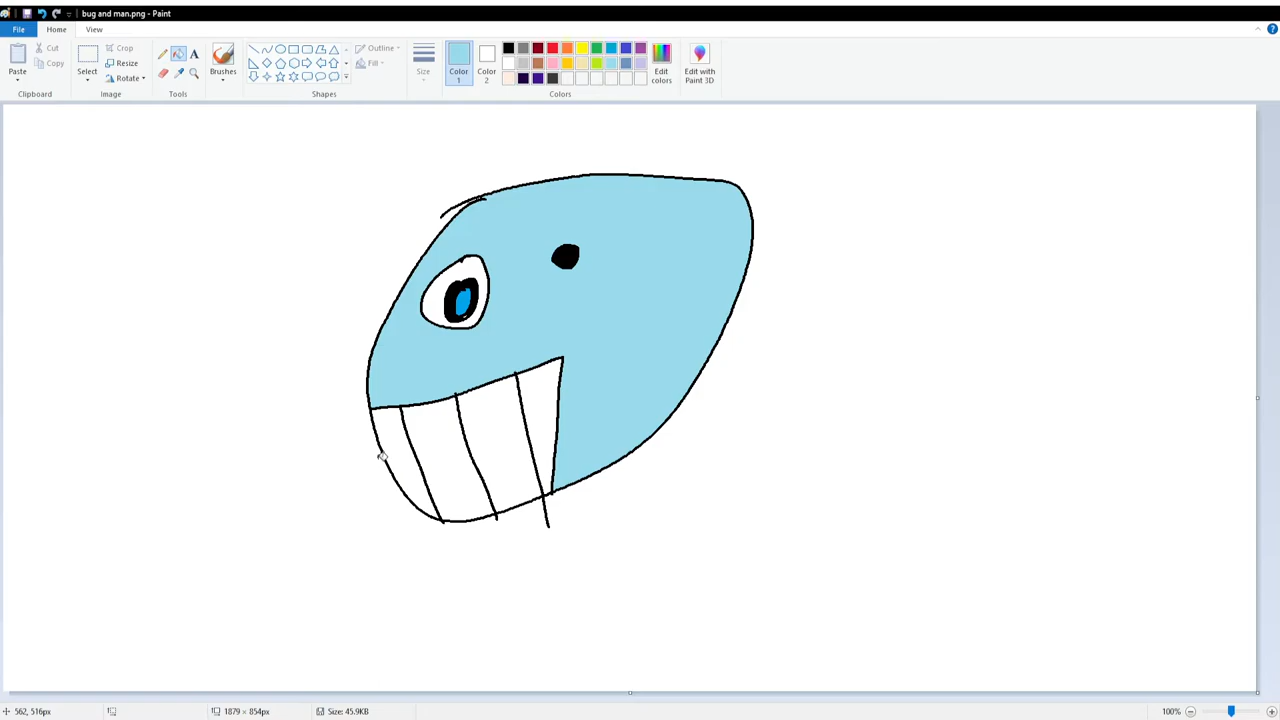 bug and man.png - Paint
File Home View
Paste
Cut
Copy
Clipboard
Select
Crop
Resize
Rotate
Image
A
Tools
Brushes
Outline
Fill
Shapes
Size
Color 1
Color 2
Edit colors
Colors
Edit with Paint 3D
562, 516px
1879 × 854px
Size: 45.9KB
100%